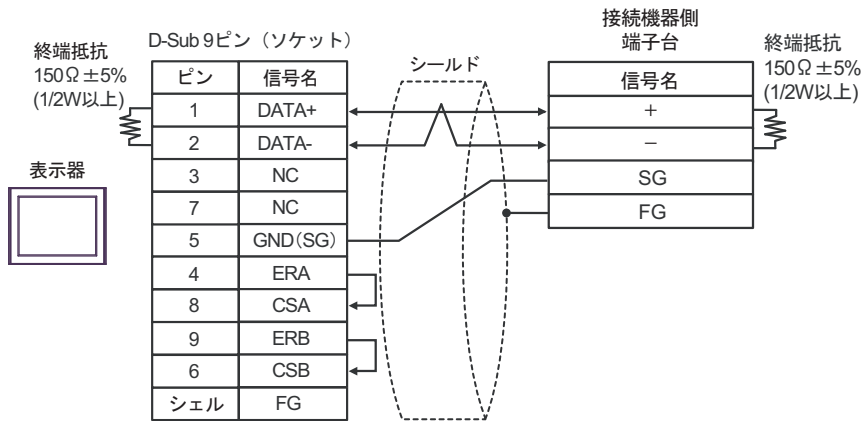 終端抵抗
150Ω±5%
(1/2W以上)
表示器
D-Sub 9ピン（ソケット）
ピン 信号名
1 DATA+
2 DATA-
3 NC
7 NC
5 GND(SG)
4 ERA
8 CSA
9 ERB
6 CSB
シェル FG
シールド
接続機器側
端子台
信号名
+
−
SG
FG
終端抵抗
150Ω±5%
(1/2W以上)